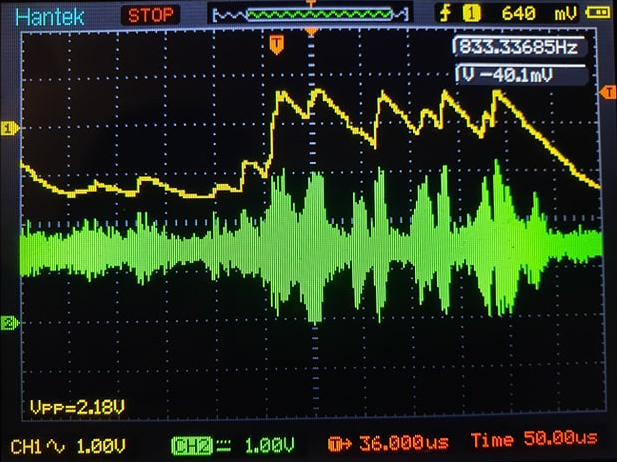 Hantek STOP T 1 640 mV
T
833.33685Hz
V -40.1mV
T
1
2
VPP=2.18V
CH1∿ 1.00V CH2 1.00V T→ 36.000us Time 50.00us